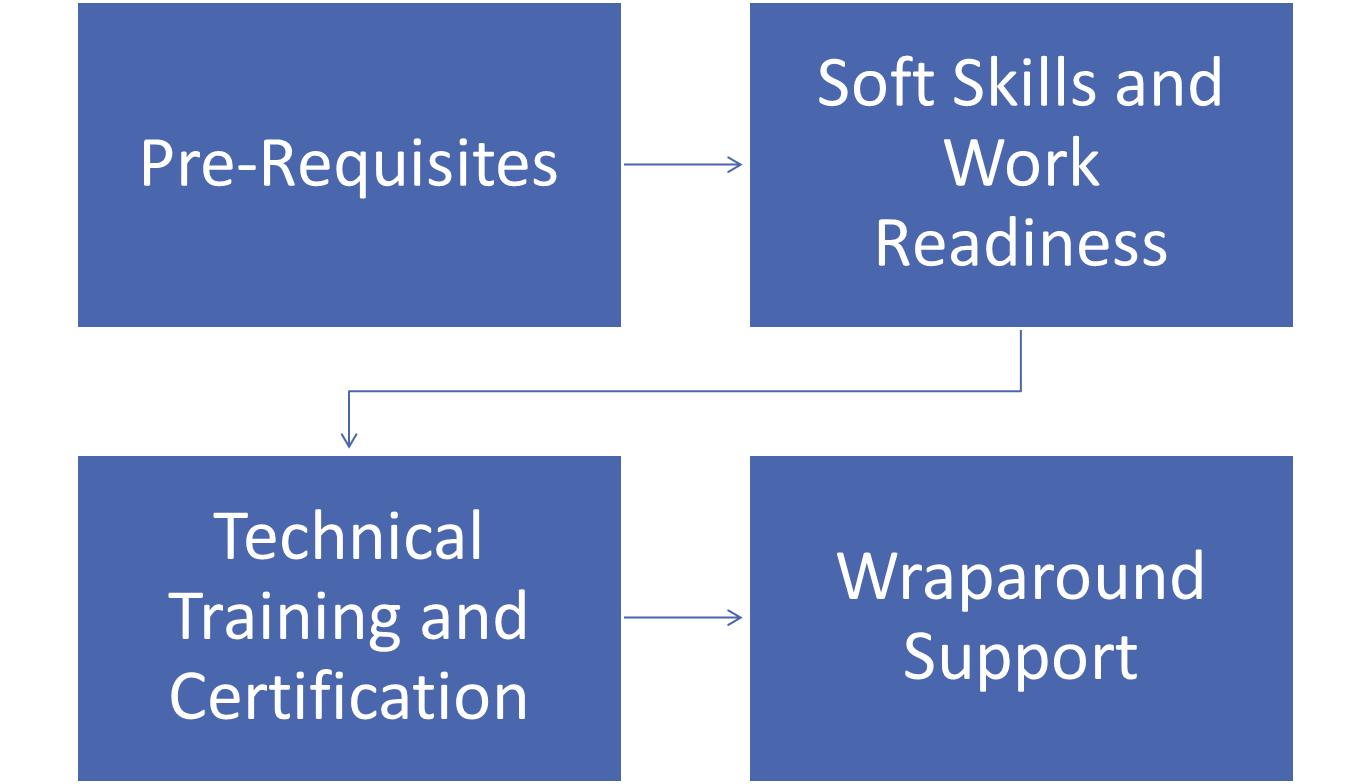 Pre-Requisites
Soft Skills and
Work
Readiness
Technical
Training and
Certification
Wraparound
Support